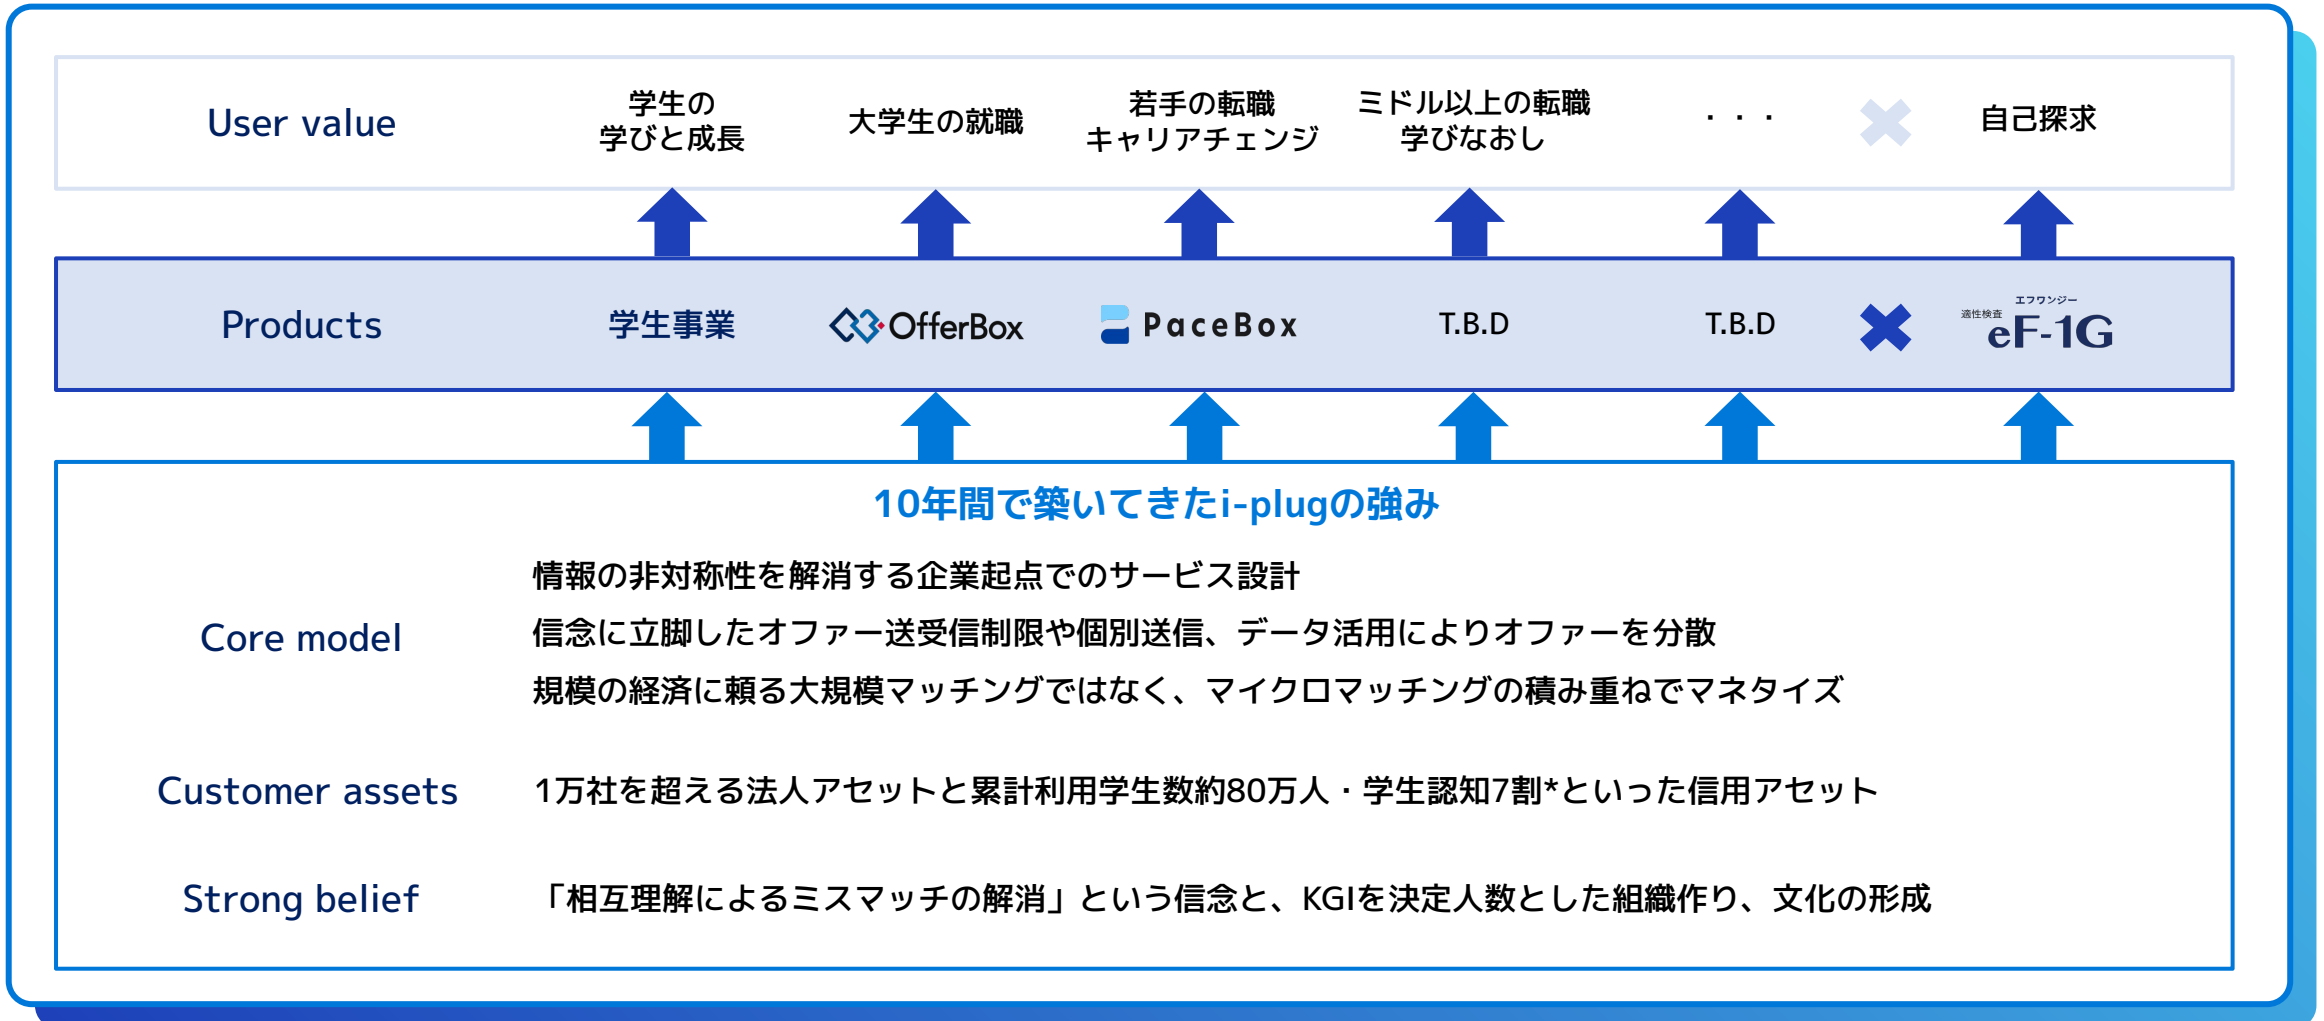 User value
学生の
学びと成長
大学生の就職
若手の転職
キャリアチェンジ
ミドル以上の転職
学びなおし
・・・
自己探求
Products
学生事業
OfferBox
PaceBox
T.B.D
T.B.D
エフワンジー
適性検査
eF-1G
10年間で築いてきたi-plugの強み
Core model
情報の非対称性を解消する企業起点でのサービス設計
信念に立脚したオファー送受信制限や個別送信、データ活用によりオファーを分散
規模の経済に頼る大規模マッチングではなく、マイクロマッチングの積み重ねでマネタイズ
Customer assets
1万社を超える法人アセットと累計利用学生数約80万人・学生認知7割*といった信用アセット
Strong belief
「相互理解によるミスマッチの解消」という信念と、KGIを決定人数とした組織作り、文化の形成